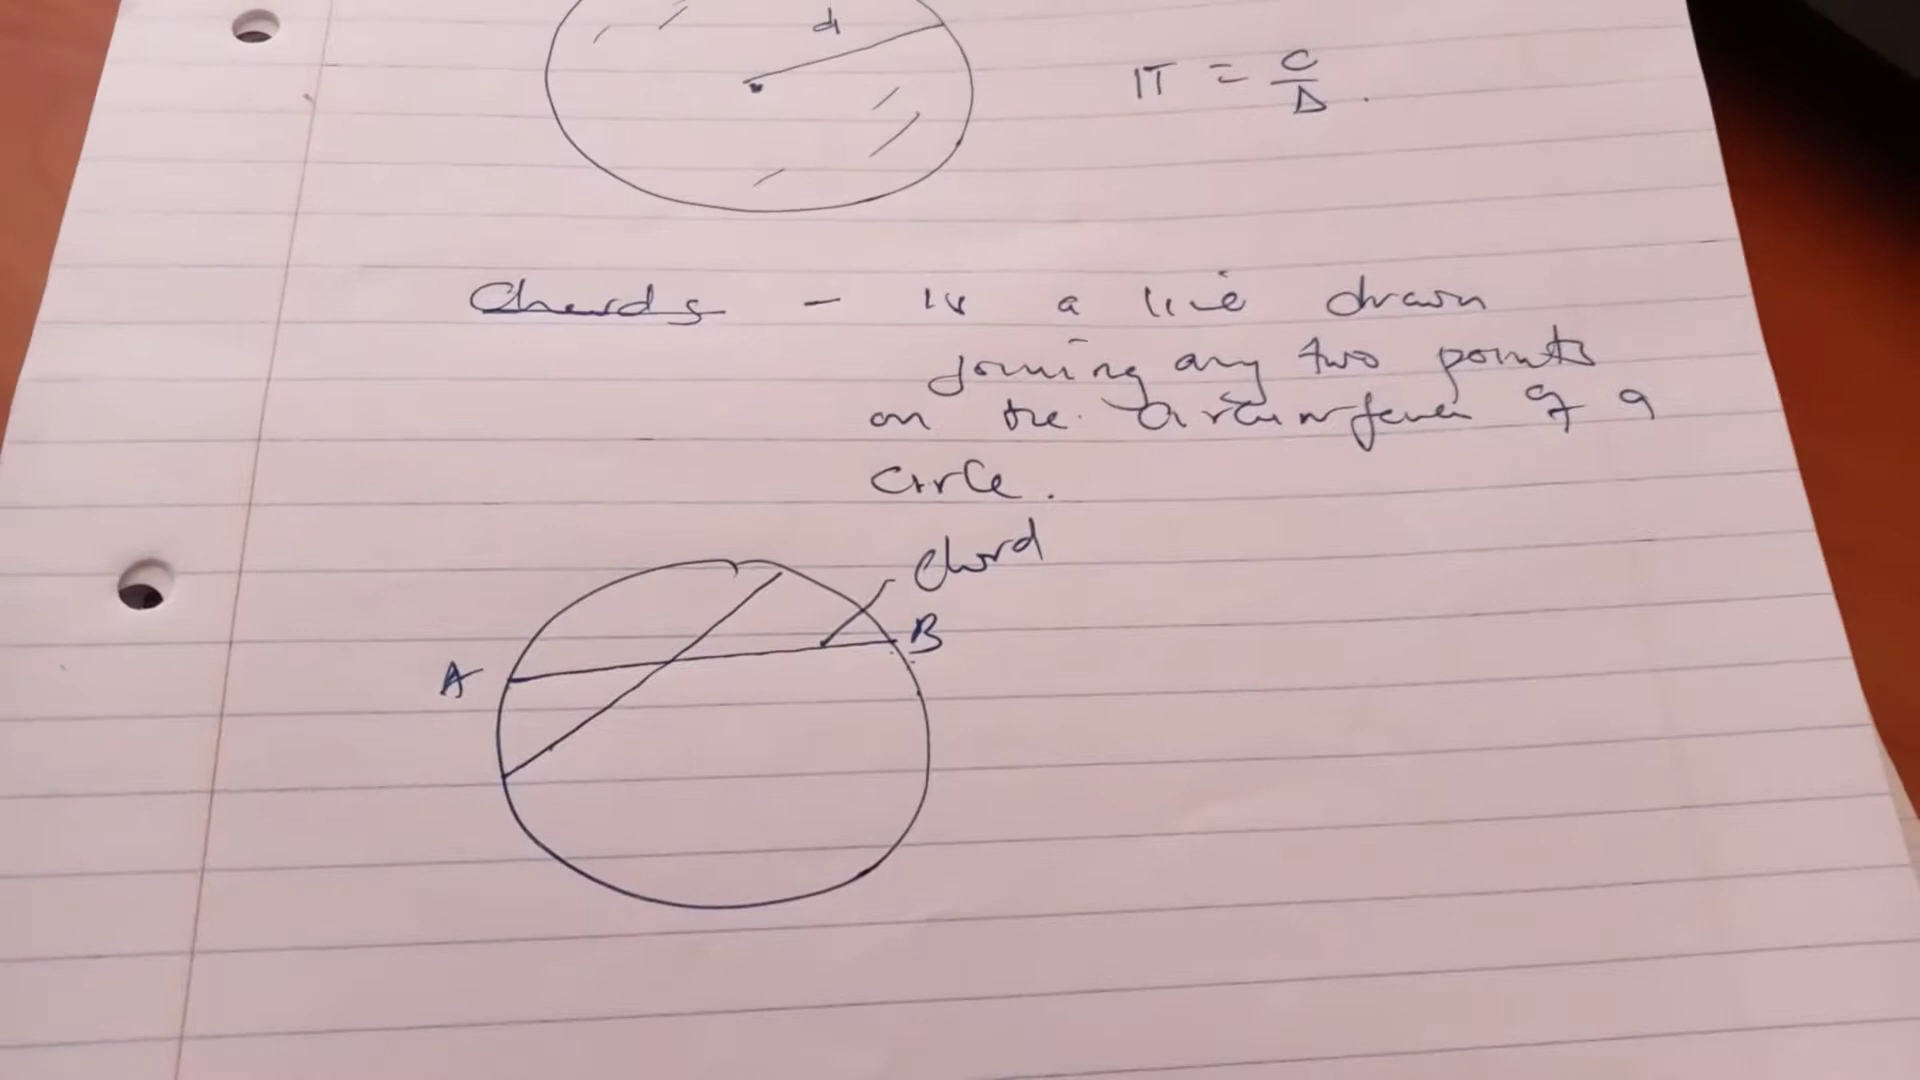 d
π = C/D.
Chords - is a line drawn
joining any two points
on the circumference of a
circle.
Chord
A B